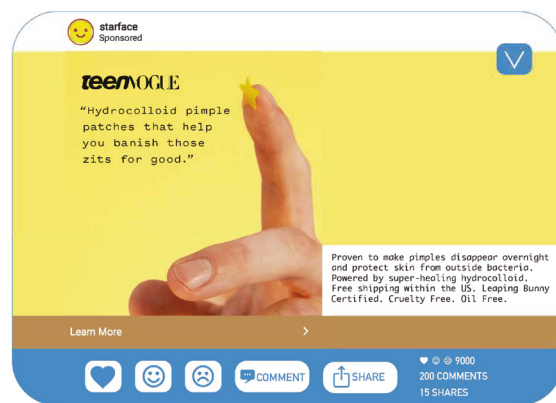 starface
Sponsored
teenVOGUE
“Hydrocolloid pimple
patches that help
you banish those
zits for good.”
Proven to make pimples disappear overnight
and protect skin from outside bacteria.
Powered by super-healing hydrocolloid.
Free shipping within the US. Leaping Bunny
Certified. Cruelty Free. Oil Free.
Learn More
COMMENT
SHARE
9000
200 COMMENTS
15 SHARES